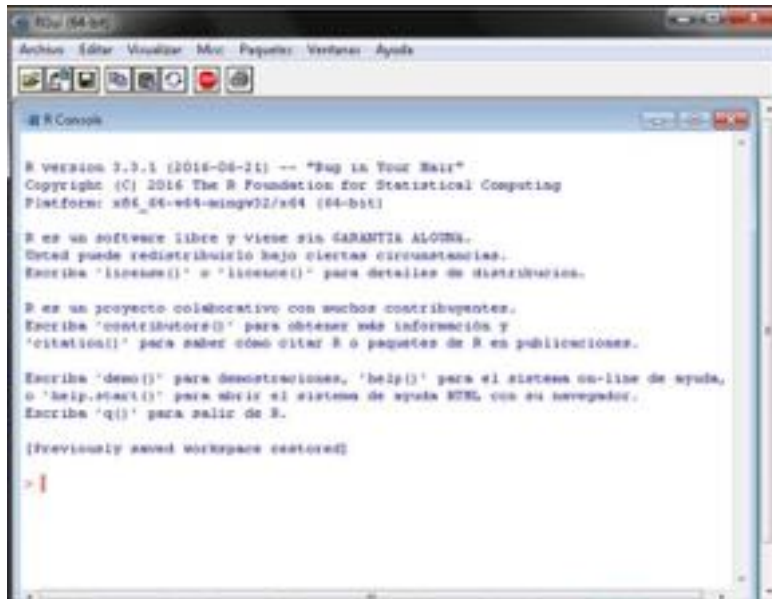 RGui (64-bit)
Archivo Editar Visualizar Misc Paquetes Ventanas Ayuda
R Console
R version 3.3.1 (2016-06-21) -- "Bug in Your Hair"
Copyright (C) 2016 The R Foundation for Statistical Computing
Platform: x86_64-w64-mingw32/x64 (64-bit)
R es un software libre y viene sin GARANTIA ALGUNA.
Usted puede redistribuirlo bajo ciertas circunstancias.
Escriba 'license()' o 'licence()' para detalles de distribucion.
R es un proyecto colaborativo con muchos contribuyentes.
Escriba 'contributors()' para obtener más información y
'citation()' para saber cómo citar R o paquetes de R en publicaciones.
Escriba 'demo()' para demostraciones, 'help()' para el sistema on-line de ayuda,
o 'help.start()' para abrir el sistema de ayuda HTML con su navegador.
Escriba 'q()' para salir de R.
[Previously saved workspace restored]
>